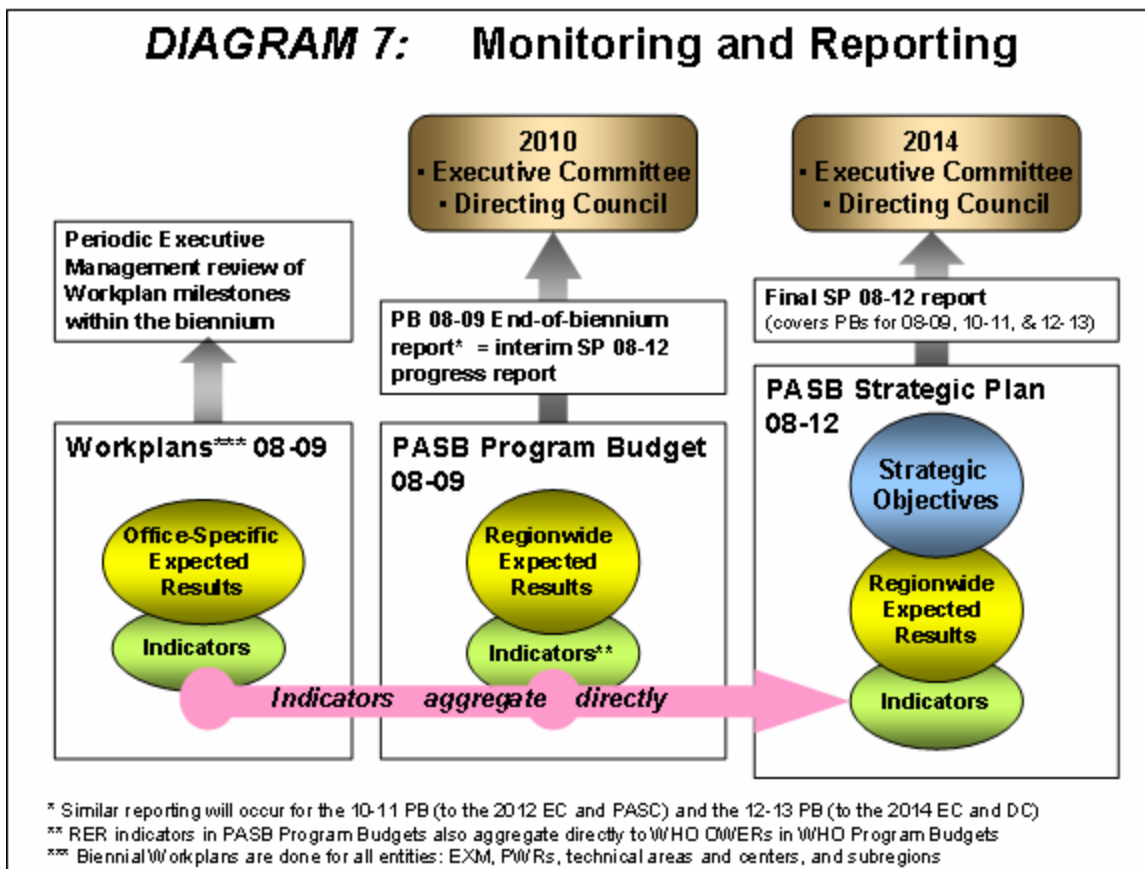 DIAGRAM 7: Monitoring and Reporting
2010
▪ Executive Committee
▪ Directing Council
2014
▪ Executive Committee
▪ Directing Council
Periodic Executive
Management review of
Workplan milestones
within the biennium
PB 08-09 End-of-biennium
report* = interim SP 08-12
progress report
Final SP 08-12 report
(covers PBs for 08-09, 10-11, & 12-13)
Workplans*** 08-09
Office-Specific
Expected
Results
Indicators
PASB Program Budget
08-09
Regionwide
Expected
Results
Indicators**
PASB Strategic Plan
08-12
Strategic
Objectives
Regionwide
Expected
Results
Indicators
Indicators aggregate directly
* Similar reporting will occur for the 10-11 PB (to the 2012 EC and PASC) and the 12-13 PB (to the 2014 EC and DC)
** RER indicators in PASB Program Budgets also aggregate directly to WHO OWERs in WHO Program Budgets
*** Biennial Workplans are done for all entities: EXM, PWRs, technical areas and centers, and subregions